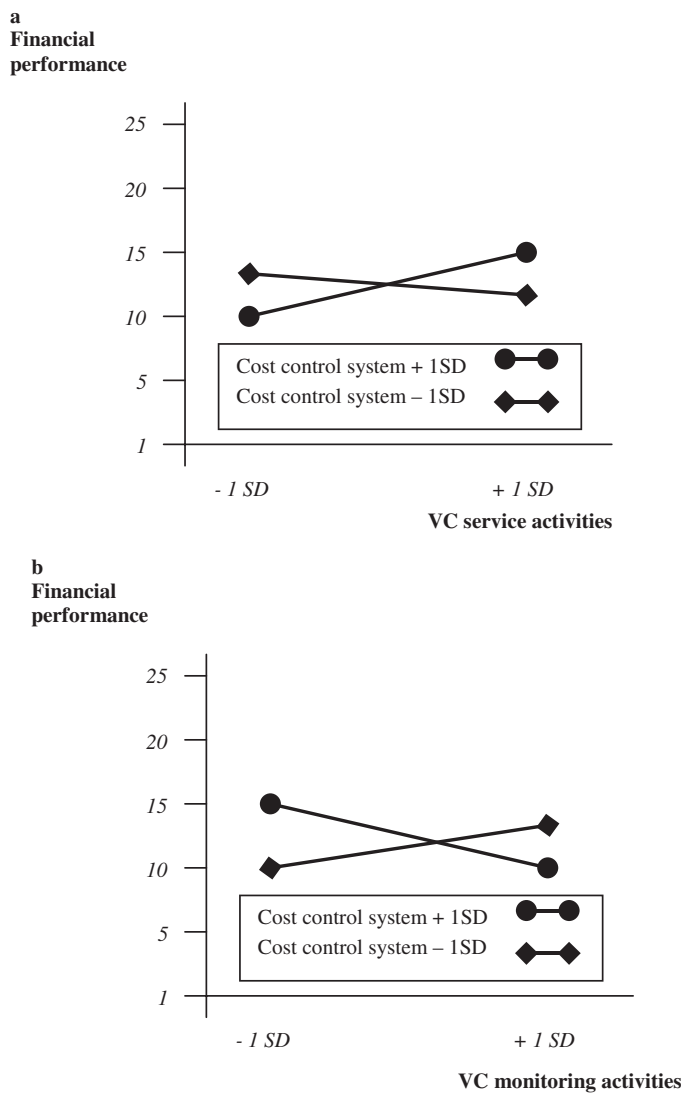 a
Financial
performance
25
20
15
10
5
1
Cost control system + 1SD
Cost control system – 1SD
- 1 SD + 1 SD
VC service activities
b
Financial
performance
25
20
15
10
5
1
Cost control system + 1SD
Cost control system – 1SD
- 1 SD + 1 SD
VC monitoring activities